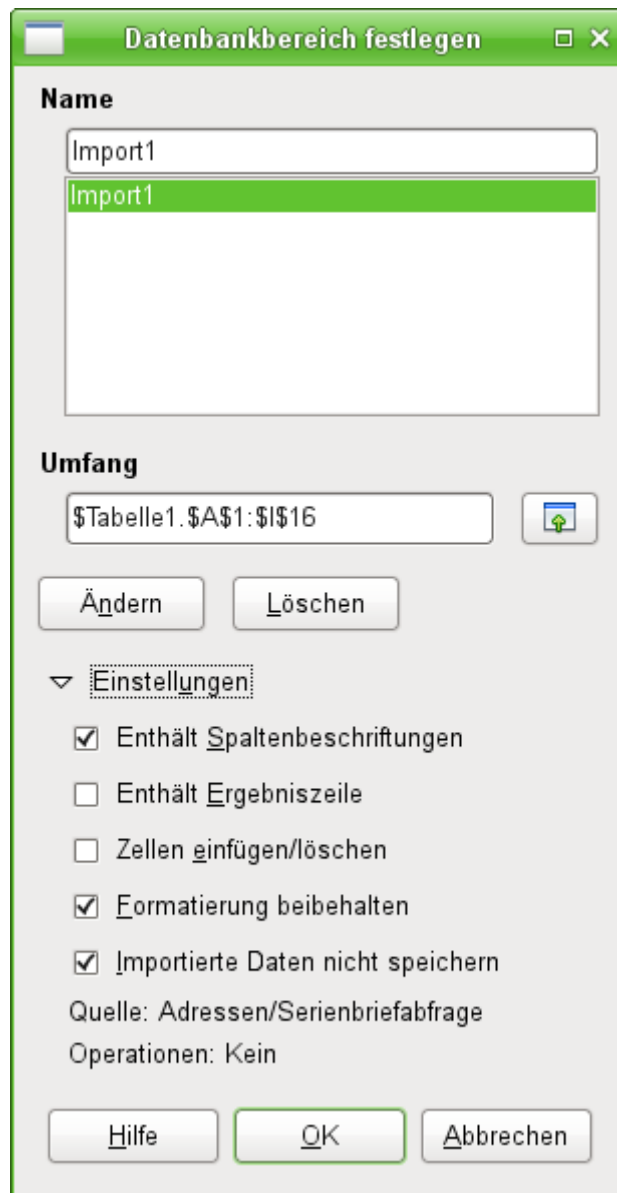 Datenbankbereich festlegen
Name
Import1
Import1
Umfang
$Tabelle1.$A$1:$I$16
Ändern Löschen
Einstellungen
Enthält Spaltenbeschriftungen
Enthält Ergebniszeile
Zellen einfügen/löschen
Formatierung beibehalten
Importierte Daten nicht speichern
Quelle: Adressen/Serienbriefabfrage
Operationen: Kein
Hilfe OK Abbrechen